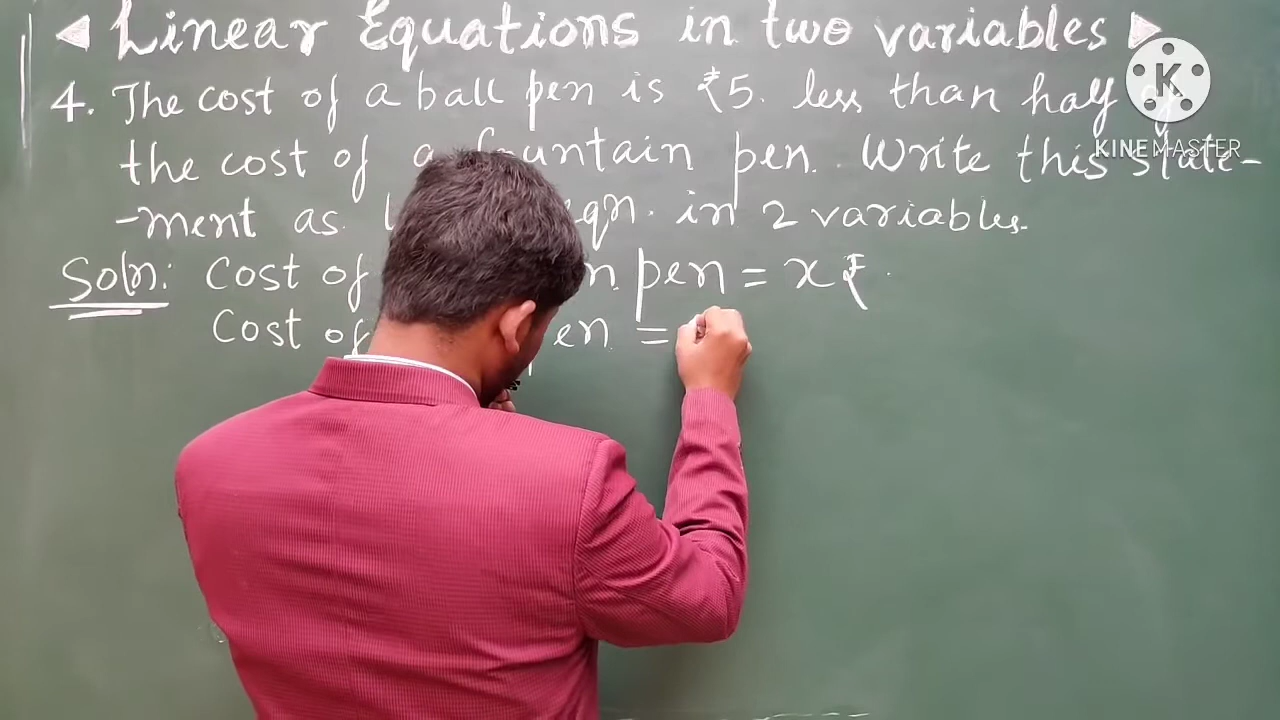 Linear Equations in two variables
4. The cost of a ball pen is ₹5. less than half of
the cost of a fountain pen. Write this state-
-ment as eqn. in 2 variables.
Soln: Cost of pen = x ₹.
Cost of =
K
KINEMASTER